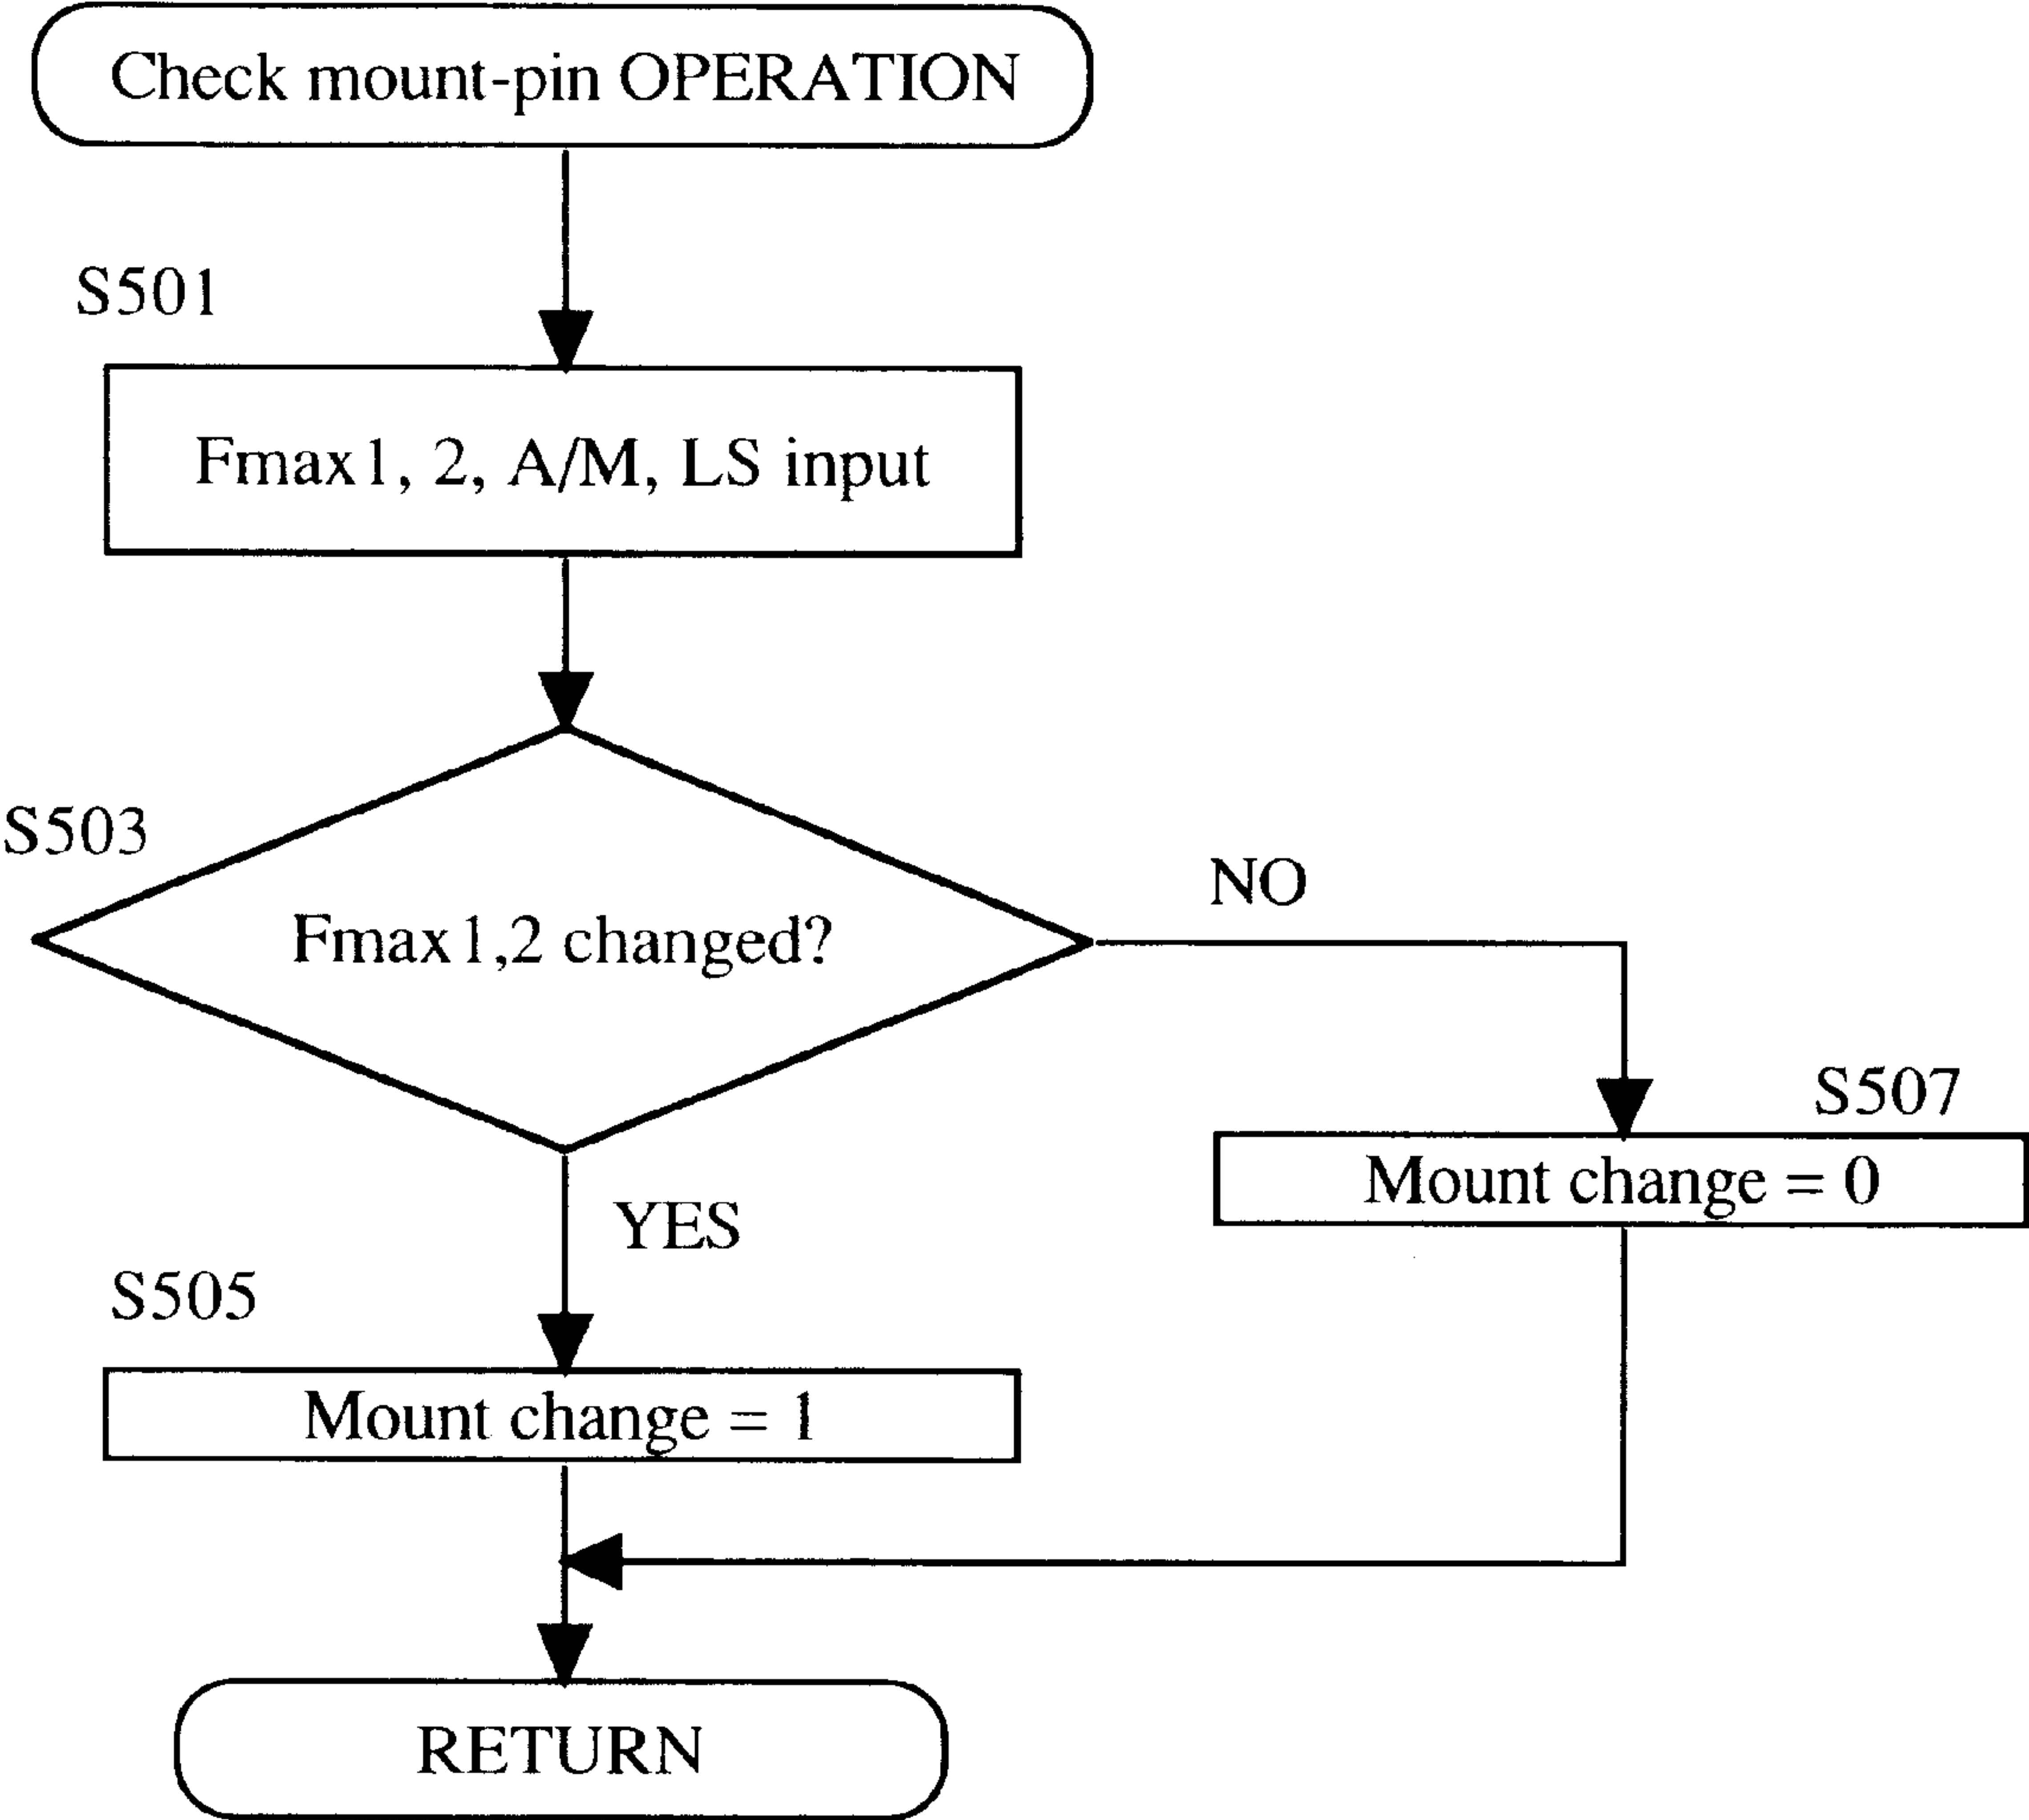 Check mount-pin OPERATION
S501
Fmax1, 2, A/M, LS input
S503
Fmax1,2 changed?
NO
S507
Mount change = 0
YES
S505
Mount change = 1
RETURN